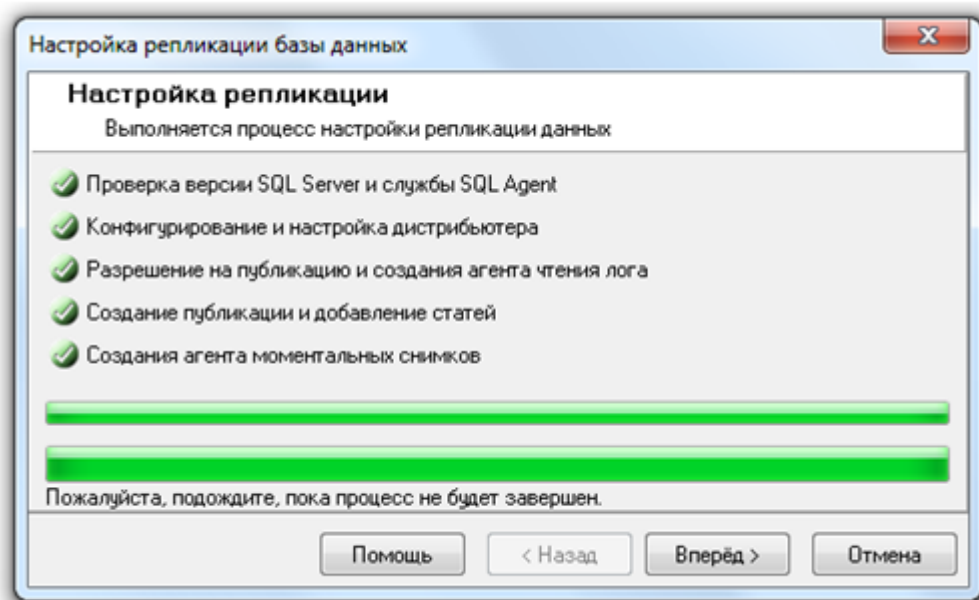 Настройка репликации базы данных
Настройка репликации
Выполняется процесс настройки репликации данных
Проверка версии SQL Server и службы SQL Agent
Конфигурирование и настройка дистрибьютера
Разрешение на публикацию и создания агента чтения лога
Создание публикации и добавление статей
Создания агента моментальных снимков
Пожалуйста, подождите, пока процесс не будет завершен.
Помощь
< Назад
Вперёд >
Отмена